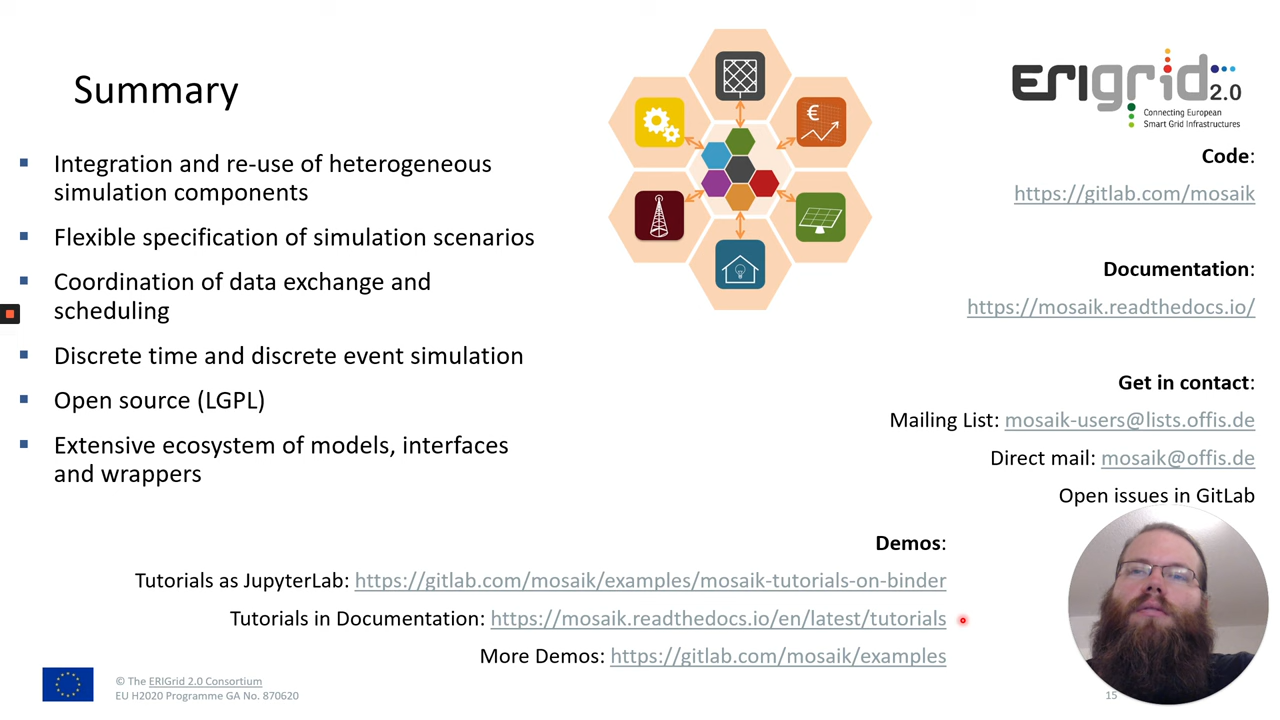 Summary
Integration and re-use of heterogeneous
simulation components
Flexible specification of simulation scenarios
Coordination of data exchange and
scheduling
Discrete time and discrete event simulation
Open source (LGPL)
Extensive ecosystem of models, interfaces
and wrappers
€
ERIGrid 2.0
Connecting European
Smart Grid Infrastructures
Code:
https://gitlab.com/mosaik
Documentation:
https://mosaik.readthedocs.io/
Get in contact:
Mailing List: mosaik-users@lists.offis.de
Direct mail: mosaik@offis.de
Open issues in GitLab
Demos:
Tutorials as JupyterLab: https://gitlab.com/mosaik/examples/mosaik-tutorials-on-binder
Tutorials in Documentation: https://mosaik.readthedocs.io/en/latest/tutorials
More Demos: https://gitlab.com/mosaik/examples
© The ERIGrid 2.0 Consortium
EU H2020 Programme GA No. 870620
15